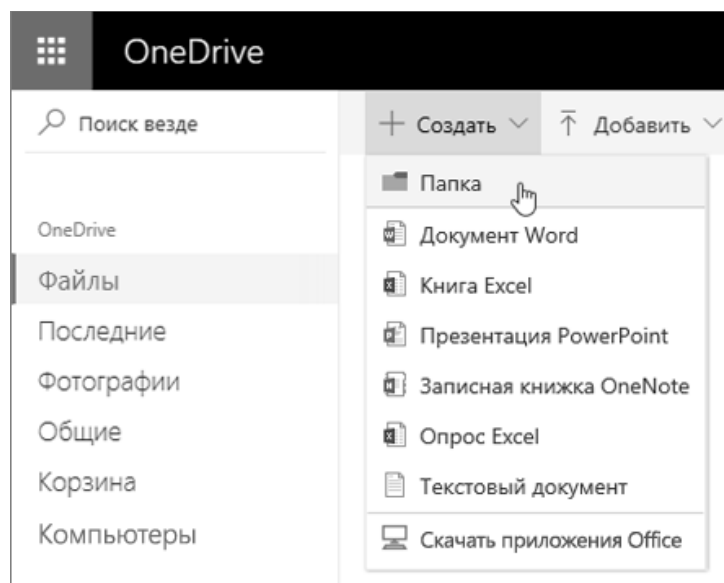 OneDrive
Поиск везде
Создать
Добавить
Папка
Документ Word
Книга Excel
Презентация PowerPoint
Записная книжка OneNote
Опрос Excel
Текстовый документ
Скачать приложения Office
OneDrive
Файлы
Последние
Фотографии
Общие
Корзина
Компьютеры